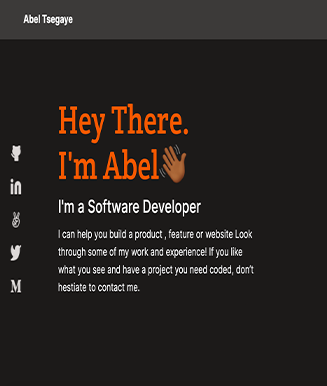 Abel Tsegaye
Hey There.
I'm Abel👋🏾
I'm a Software Developer
I can help you build a product , feature or website Look
through some of my work and experience! If you like
what you see and have a project you need coded, don't
hestiate to contact me.